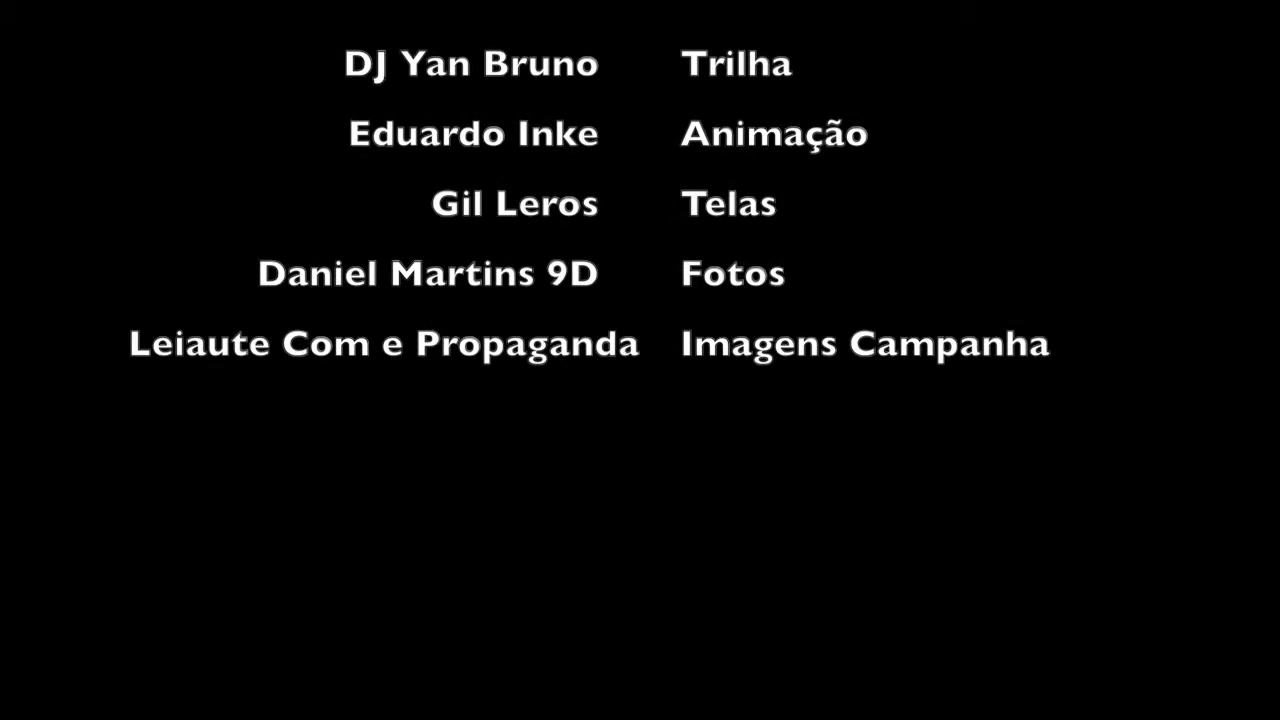 DJ Yan Bruno Trilha
Eduardo Inke Animação
Gil Leros Telas
Daniel Martins 9D Fotos
Leiaute Com e Propaganda Imagens Campanha